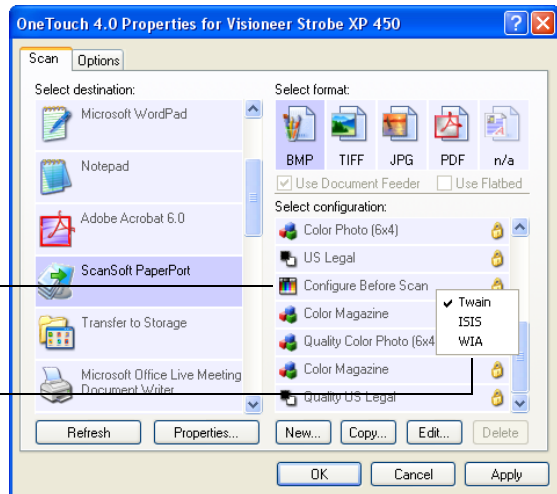 OneTouch 4.0 Properties for Visioneer Strobe XP 450
Scan
Options
Select destination:
Microsoft WordPad
Notepad
Adobe Acrobat 6.0
ScanSoft PaperPort
Transfer to Storage
Microsoft Office Live Meeting
Document Writer
Refresh
Properties...
Select format:
BMP
TIFF
JPG
PDF
n/a
Use Document Feeder
Use Flatbed
Select configuration:
Color Photo (6x4)
US Legal
Configure Before Scan
Color Magazine
Quality Color Photo (6x4
Color Magazine
Quality US Legal
Twain
ISIS
WIA
New...
Copy...
Edit...
Delete
OK
Cancel
Apply